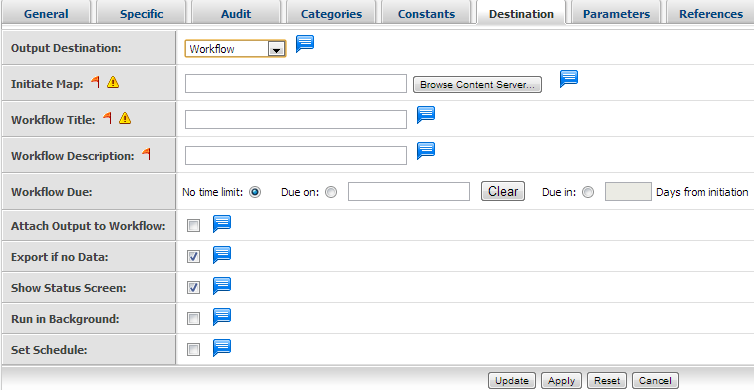 General Specific Audit Categories Constants Destination Parameters References
Output Destination: Workflow
Initiate Map: Browse Content Server...
Workflow Title:
Workflow Description:
Workflow Due: No time limit: Due on: Clear Due in: Days from initiation
Attach Output to Workflow:
Export if no Data:
Show Status Screen:
Run in Background:
Set Schedule:
Update Apply Reset Cancel